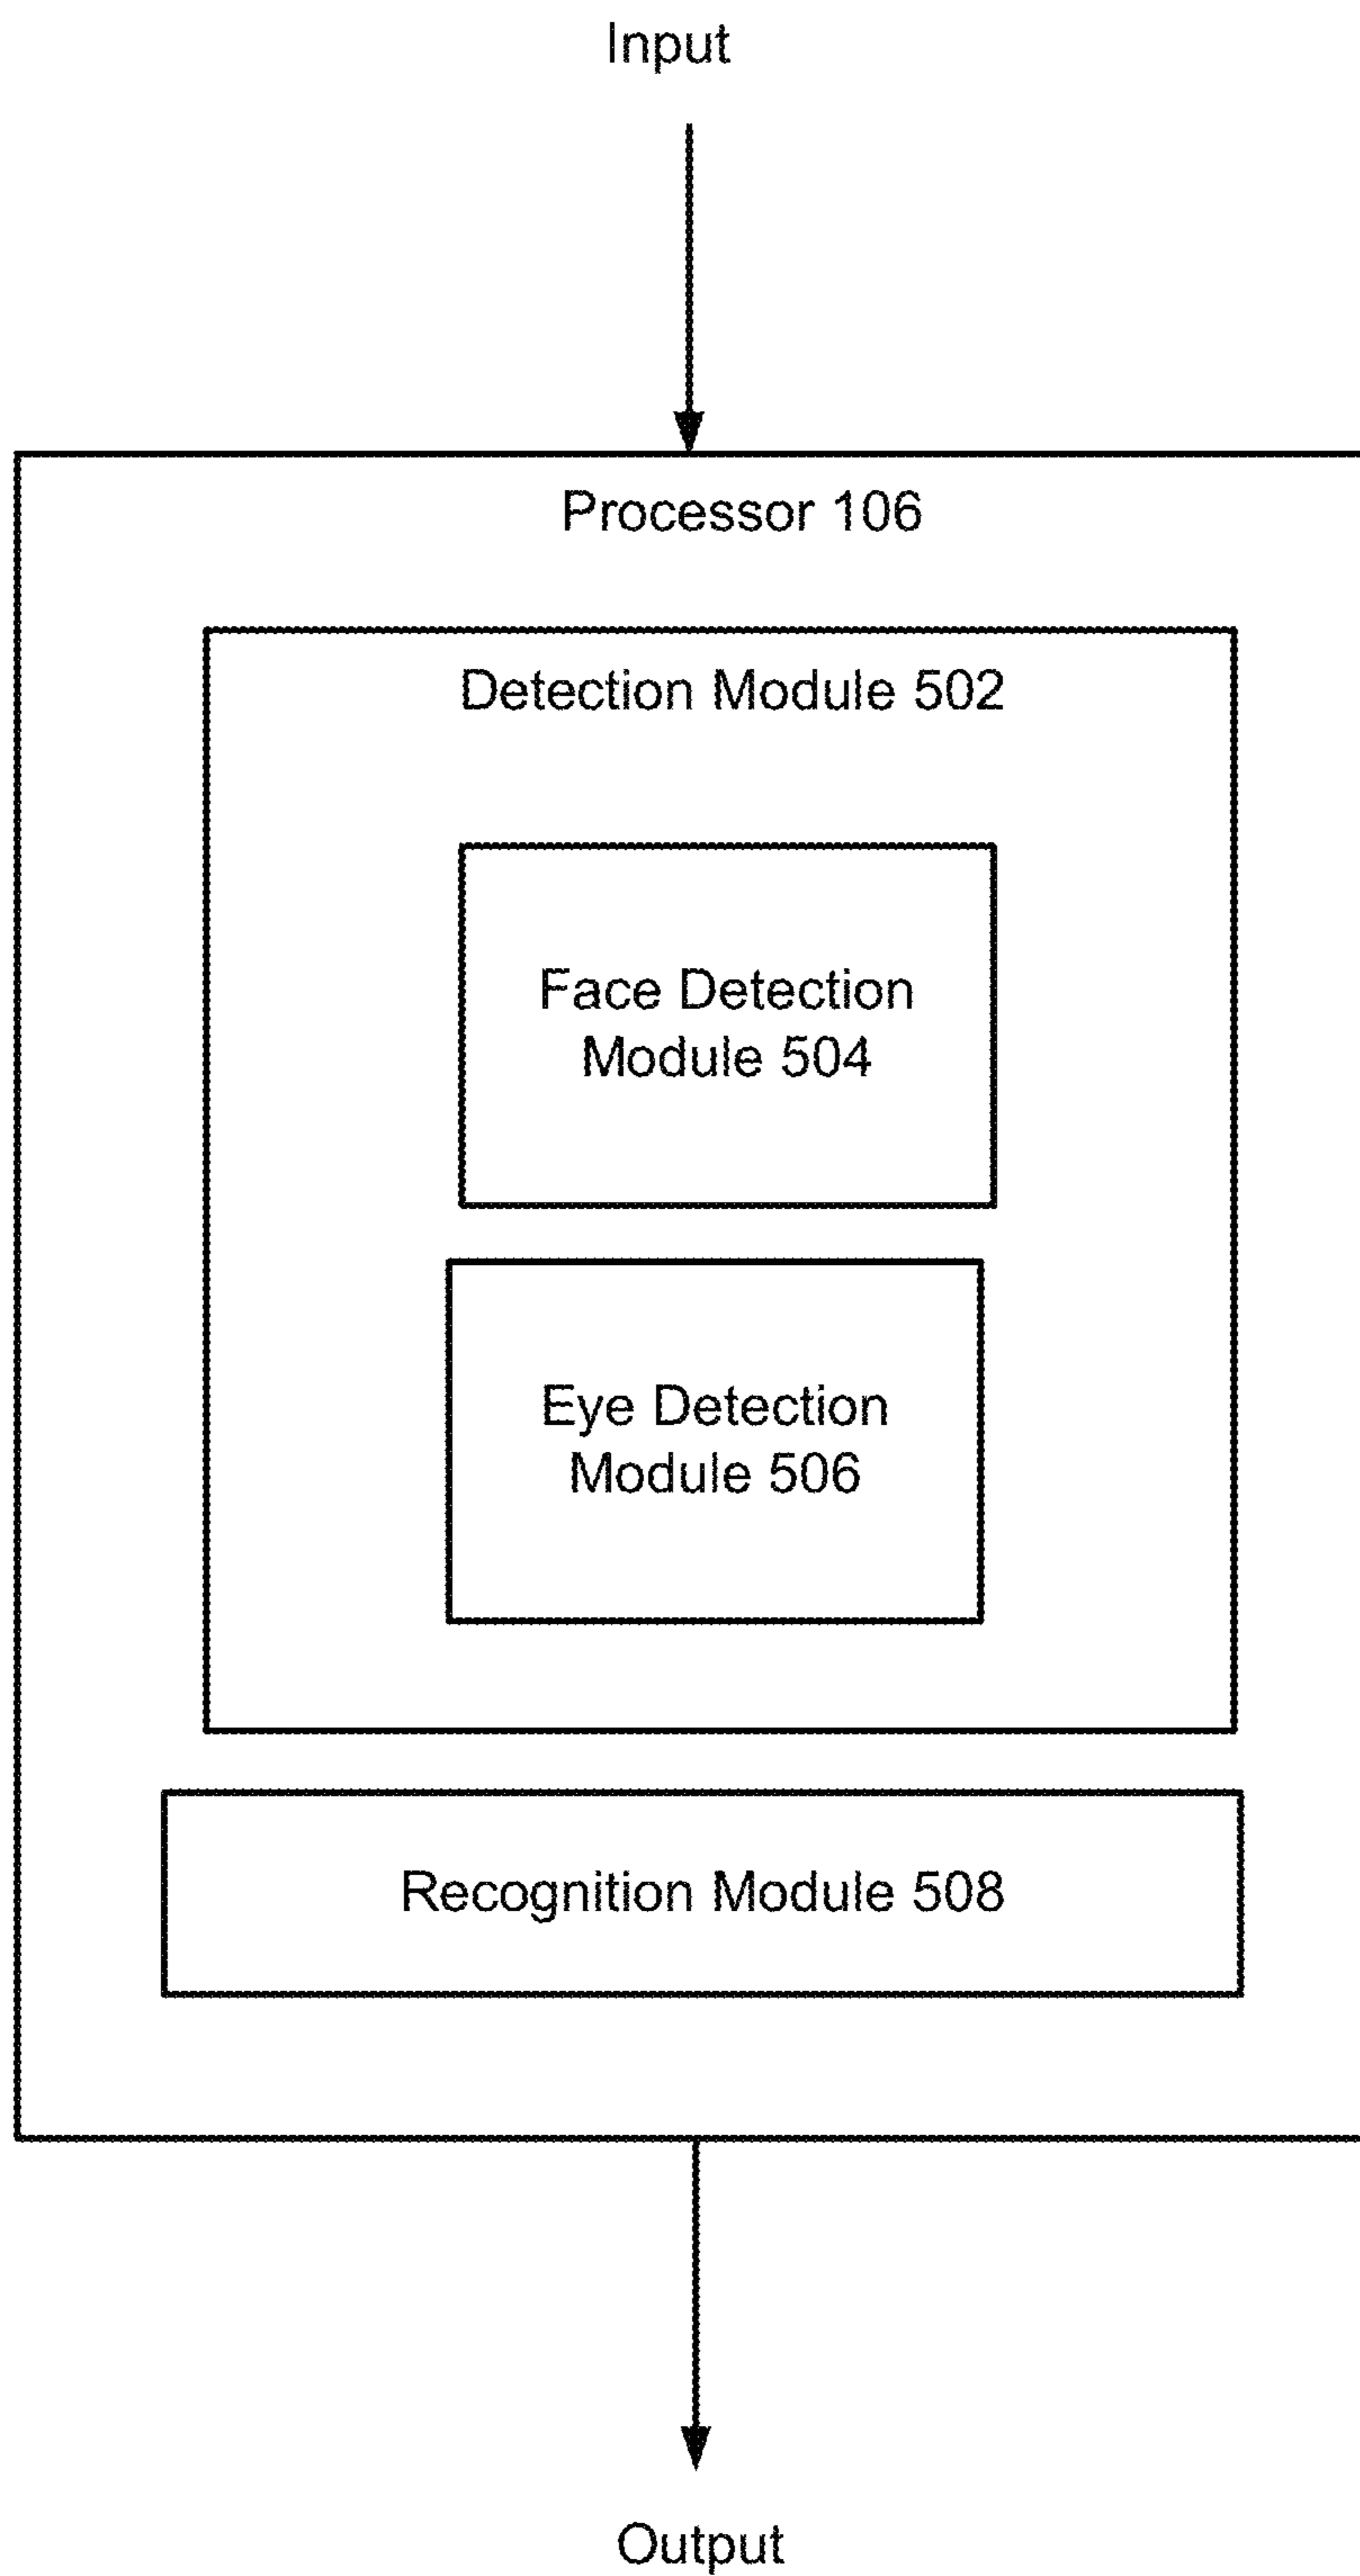 Input
Processor 106
Detection Module 502
Face Detection
Module 504
Eye Detection
Module 506
Recognition Module 508
Output